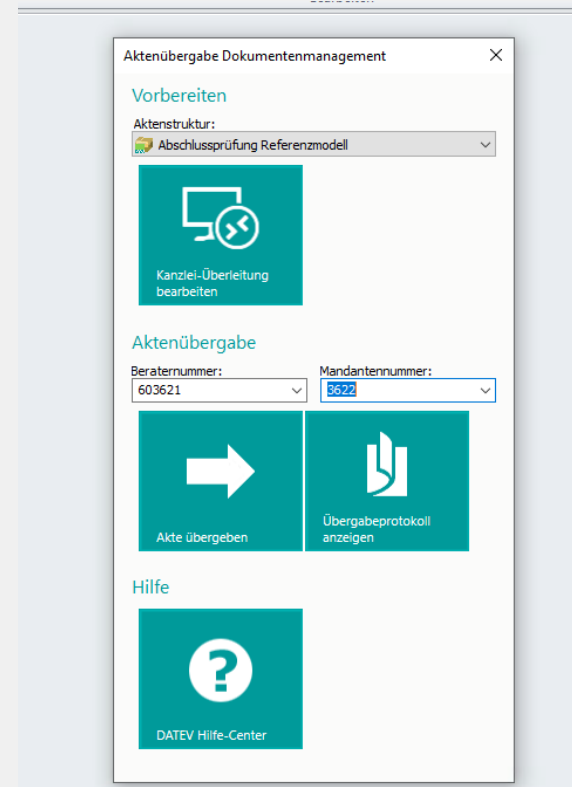 Aktenübergabe Dokumentenmanagement
Vorbereiten
Aktenstruktur:
Abschlussprüfung Referenzmodell
Kanzlei-Überleitung
bearbeiten
Aktenübergabe
Beraternummer: Mandantennummer:
603621 3622
Akte übergeben
Übergabeprotokoll
anzeigen
Hilfe
?
DATEV Hilfe-Center